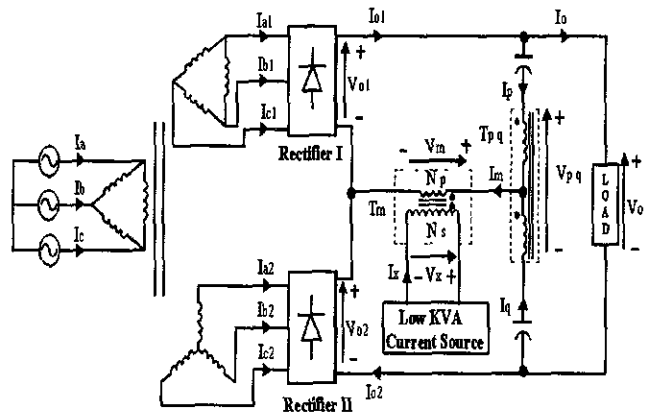 Ia1
Io1
Io
Ib1
Vo1
+
-
Ic1
Rectifier I
Ip
Tpq
+
Vpq
-
Ia
Ib
Ic
- Vm +
Np
Im
Tm
Ns
LOAD
+
Vo
-
Ia2
Ix
- Vx +
Ib2
Vo2
+
-
Low KVA
Current Source
Iq
Ic2
Io2
Rectifier II